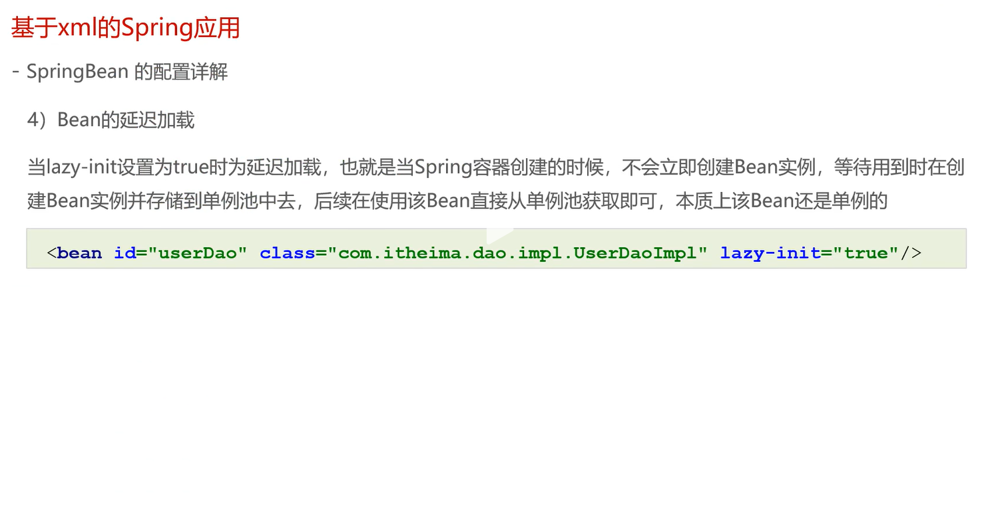 基于xml的Spring应用
- SpringBean 的配置详解
4）Bean的延迟加载
当lazy-init设置为true时为延迟加载，也就是当Spring容器创建的时候，不会立即创建Bean实例，等待用到时在创
建Bean实例并存储到单例池中去，后续在使用该Bean直接从单例池获取即可，本质上该Bean还是单例的
<bean id="userDao" class="com.itheima.dao.impl.UserDaoImpl" lazy-init="true"/>